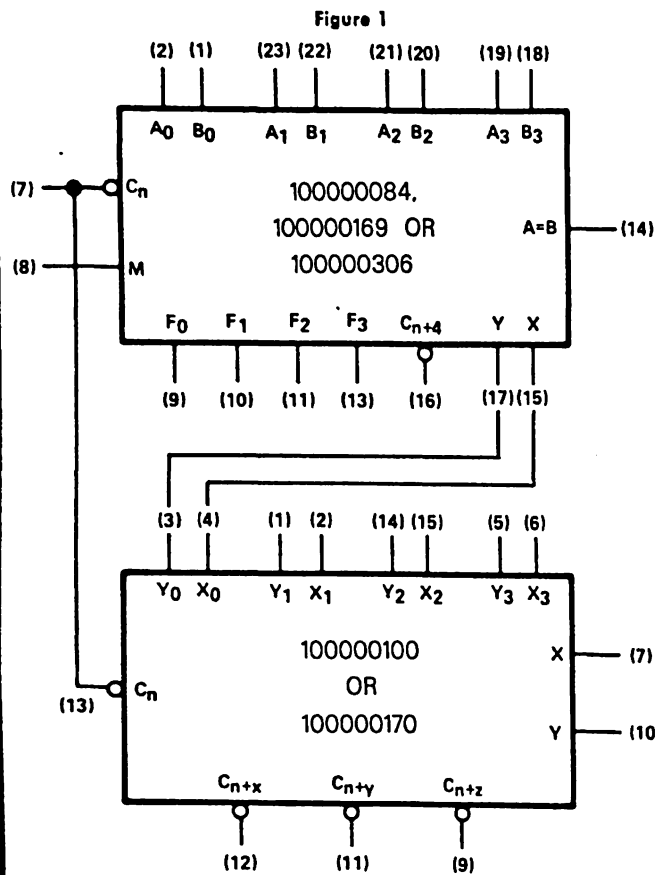 Figure 1
(2) (1) (23) (22) (21) (20) (19) (18)
A0 B0 A1 B1 A2 B2 A3 B3
(7) Cn
100000084,
100000169 OR A=B (14)
(8) M 100000306
F0 F1 F2 F3 Cn+4 Y X
(9) (10) (11) (13) (16) (17) (15)
(3) (4) (1) (2) (14) (15) (5) (6)
Y0 X0 Y1 X1 Y2 X2 Y3 X3
100000100 X (7)
(13) Cn OR
100000170 Y (10
Cn+x Cn+y Cn+z
(12) (11) (9)